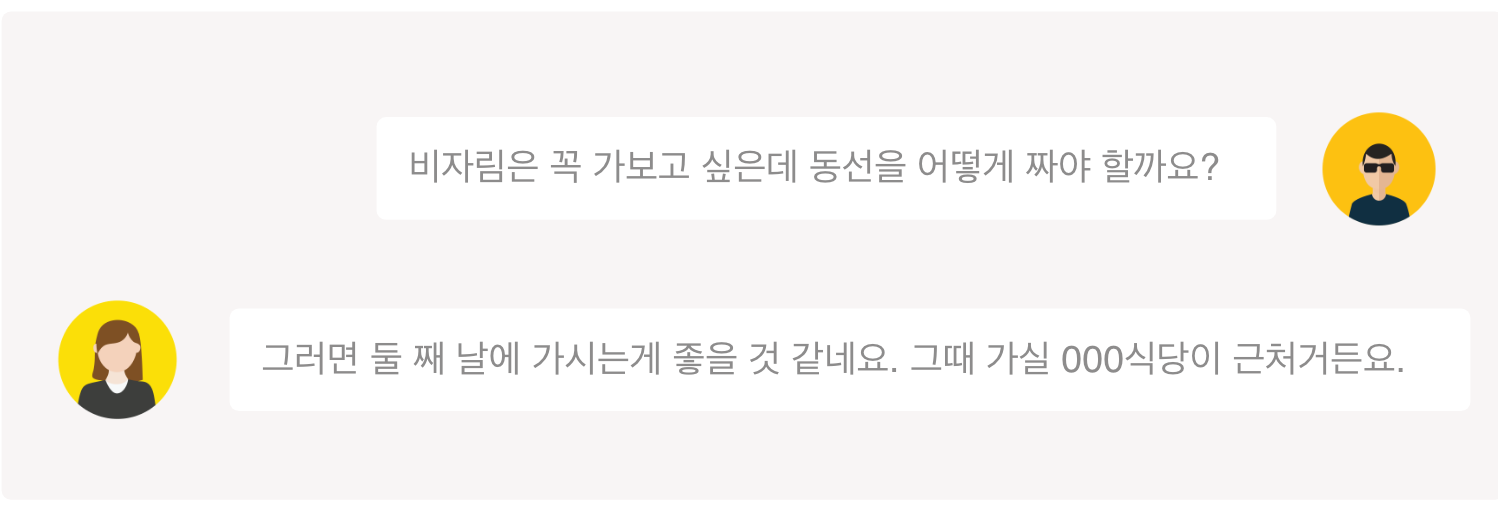 비자림은 꼭 가보고 싶은데 동선을 어떻게 짜야 할까요?
그러면 둘 째 날에 가시는게 좋을 것 같네요. 그때 가실 000식당이 근처거든요.